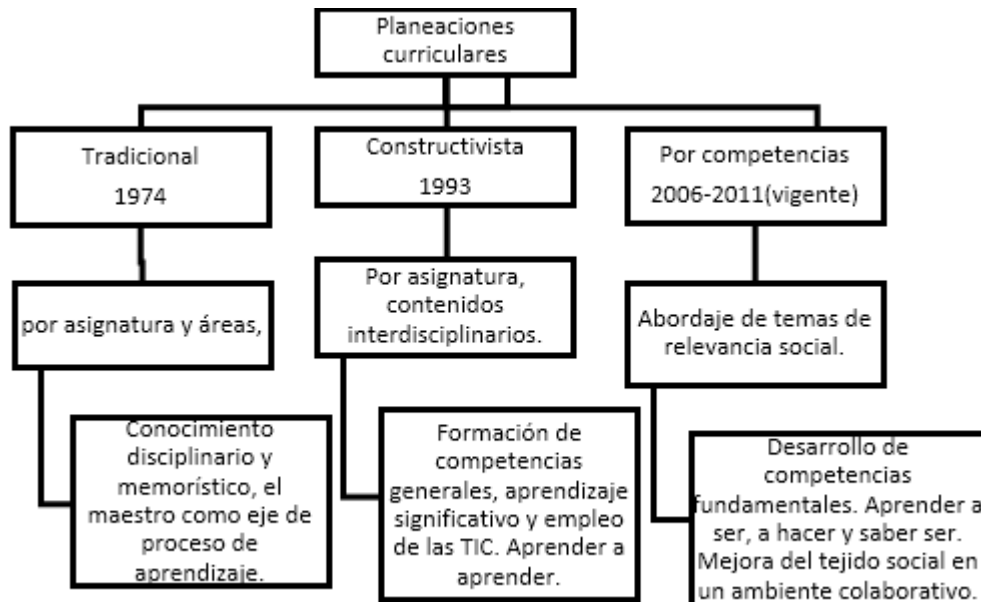 Planeaciones
curriculares
Tradicional
1974
Constructivista
1993
Por competencias
2006-2011(vigente)
por asignatura y áreas,
Por asignatura,
contenidos
interdisciplinarios.
Abordaje de temas de
relevancia social.
Conocimiento
disciplinario y
memorístico, el
maestro como eje de
proceso de
aprendizaje.
Formación de
competencias
generales, aprendizaje
significativo y empleo
de las TIC. Aprender a
aprender.
Desarrollo de
competencias
fundamentales. Aprender a
ser, a hacer y saber ser.
Mejora del tejido social en
un ambiente colaborativo.